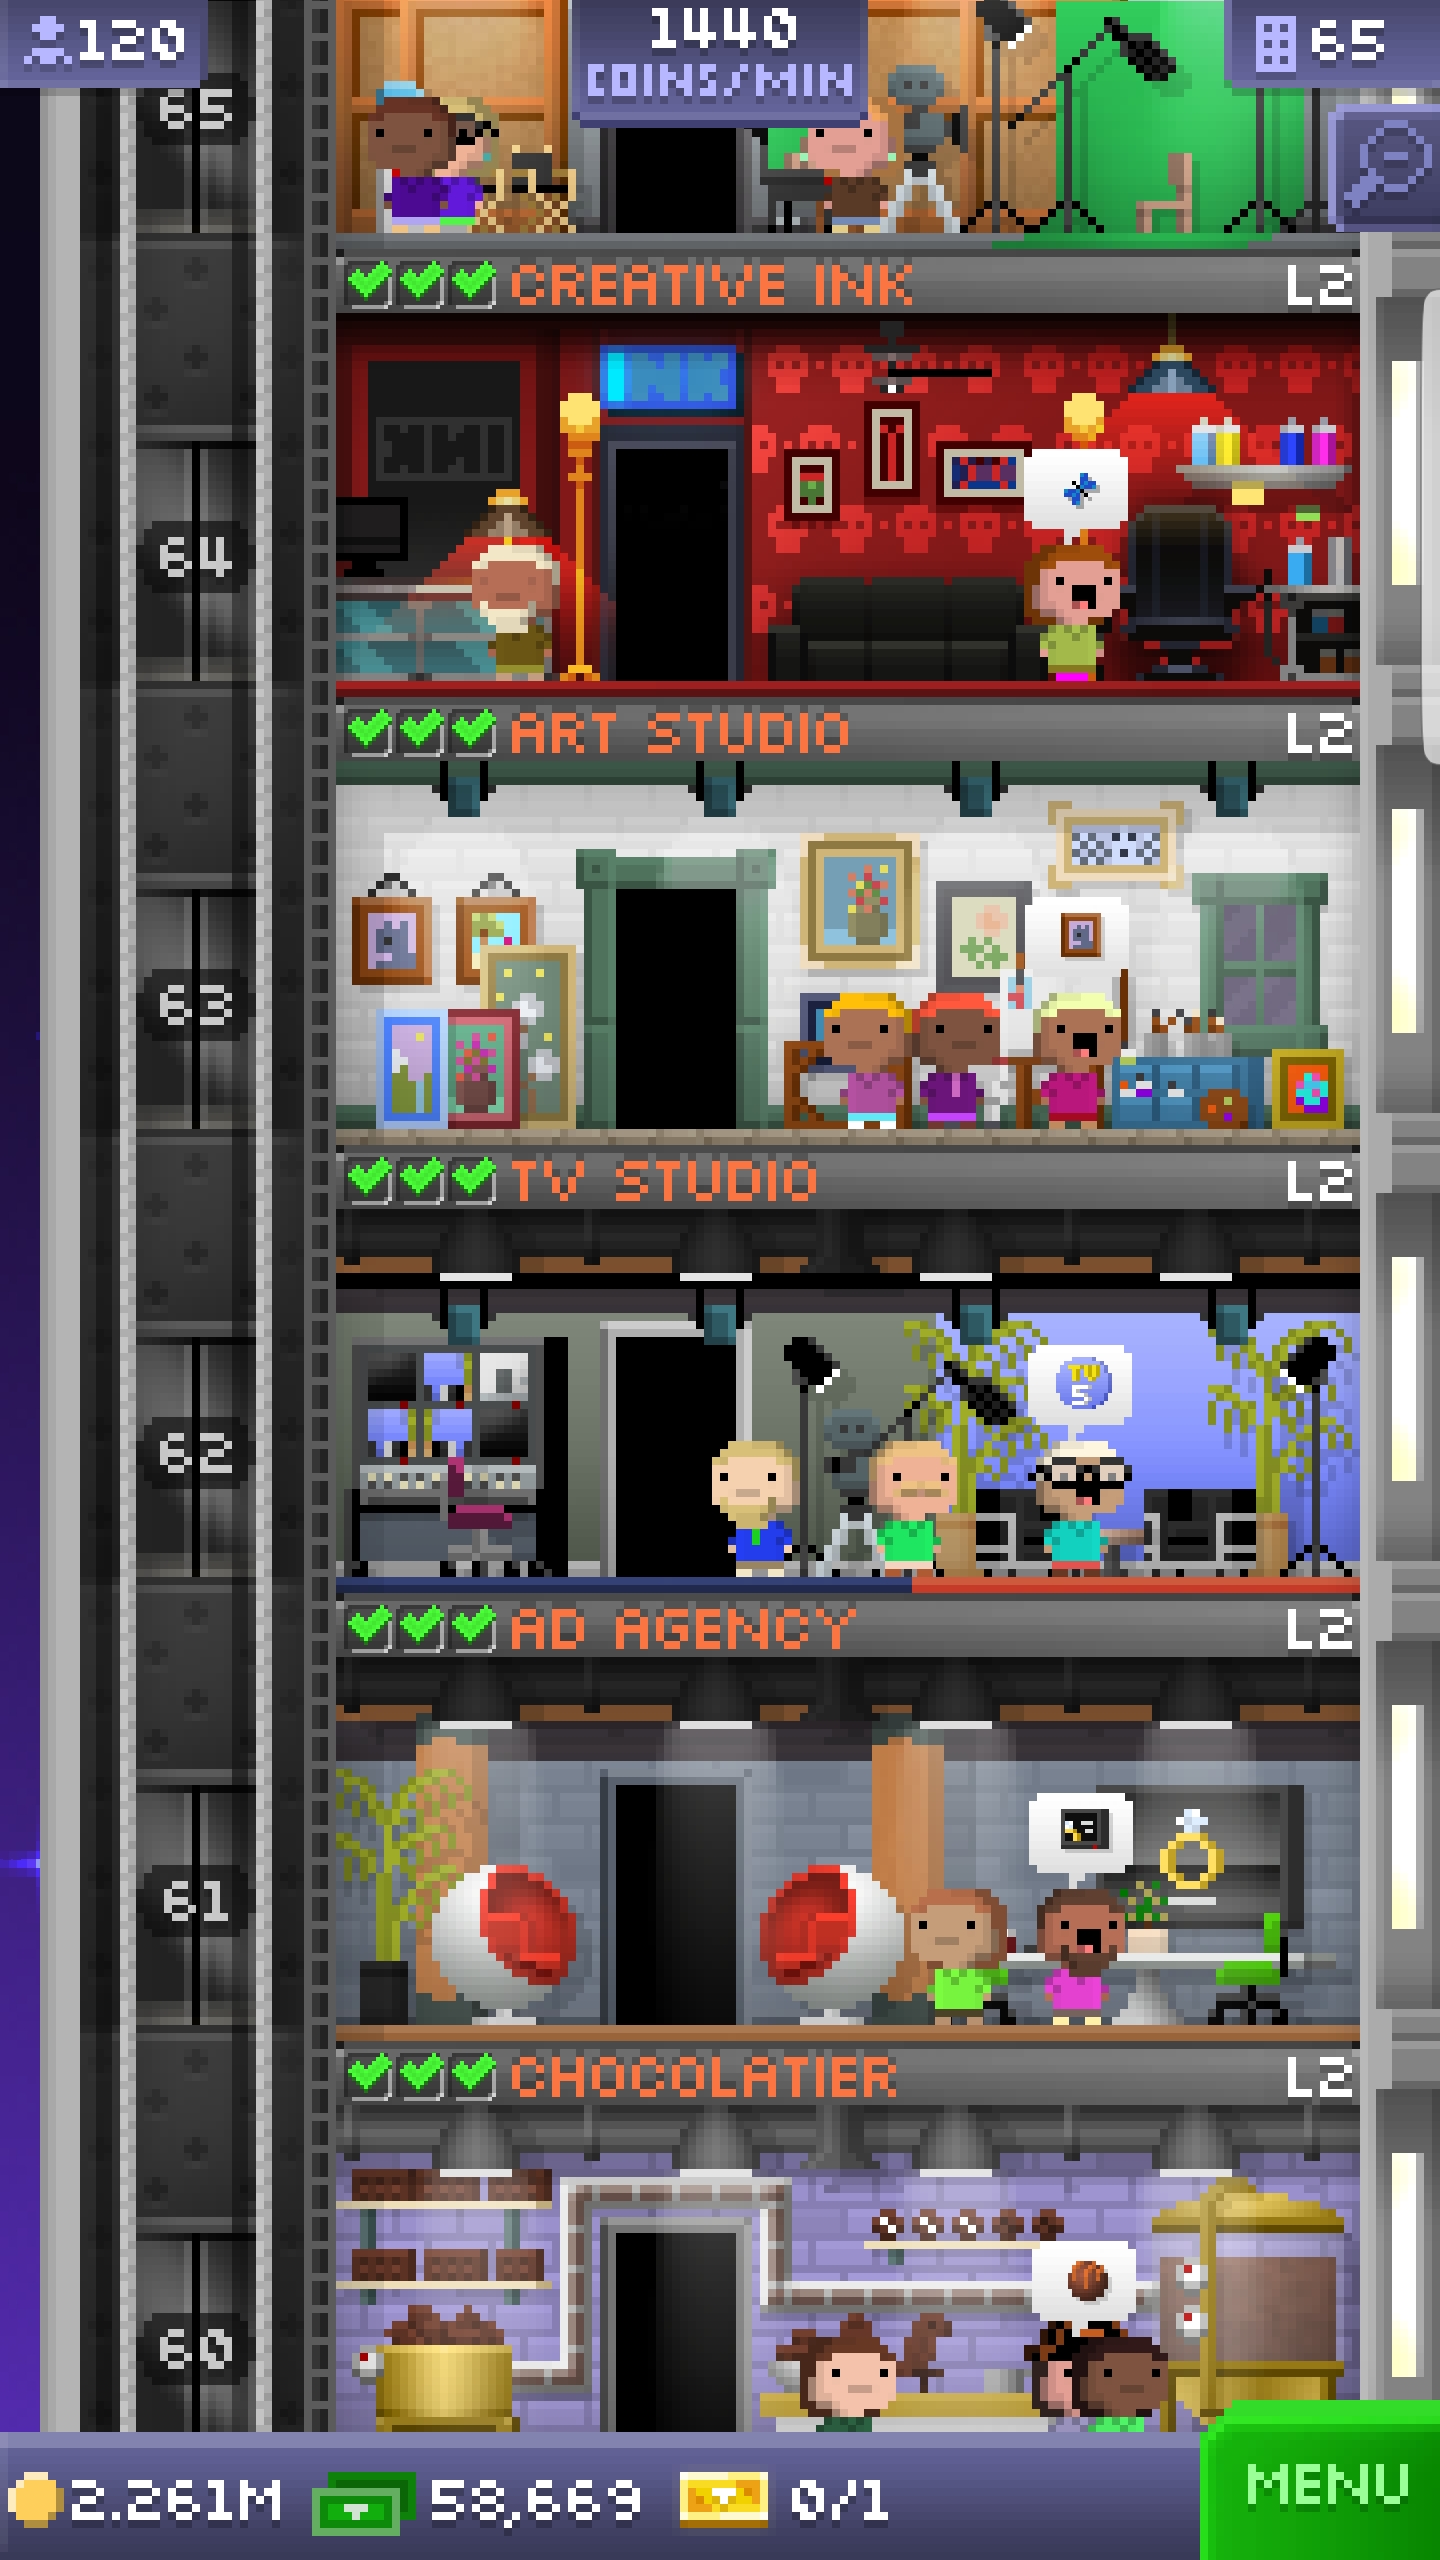 120
1440
COINS/MIN
65
65
CREATIVE INK L2
INK
64
ART STUDIO L2
63
TV STUDIO L2
TV
5
62
AD AGENCY L2
61
CHOCOLATIER L2
60
2.261M 58,669 0/1
MENU